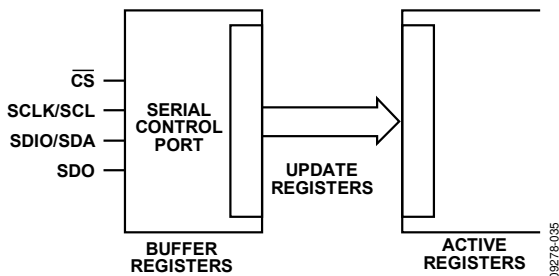 CS
SCLK/SCL
SDIO/SDA
SDO
SERIAL
CONTROL
PORT
UPDATE
REGISTERS
BUFFER
REGISTERS
ACTIVE
REGISTERS
09278-035